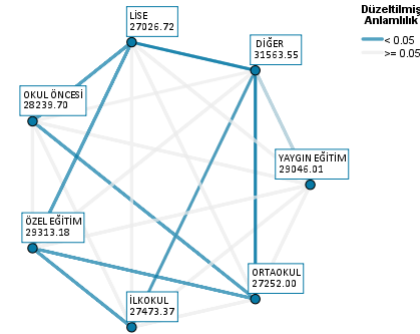 LİSE
27026.72
DİĞER
31563.55
Düzeltilmiş
Anlamlılık
< 0.05
>= 0.05
OKUL ÖNCESİ
28239.70
YAYGIN EĞİTİM
29046.01
ÖZEL EĞİTİM
29313.18
ORTAOKUL
27252.00
İLKOKUL
27473.37